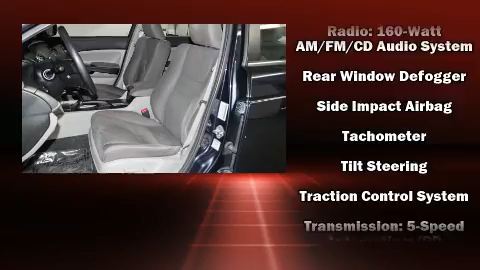 Radio: 160-Watt
AM/FM/CD Audio System
Rear Window Defogger
Side Impact Airbag
Tachometer
Tilt Steering
Traction Control System
Transmission: 5-Speed